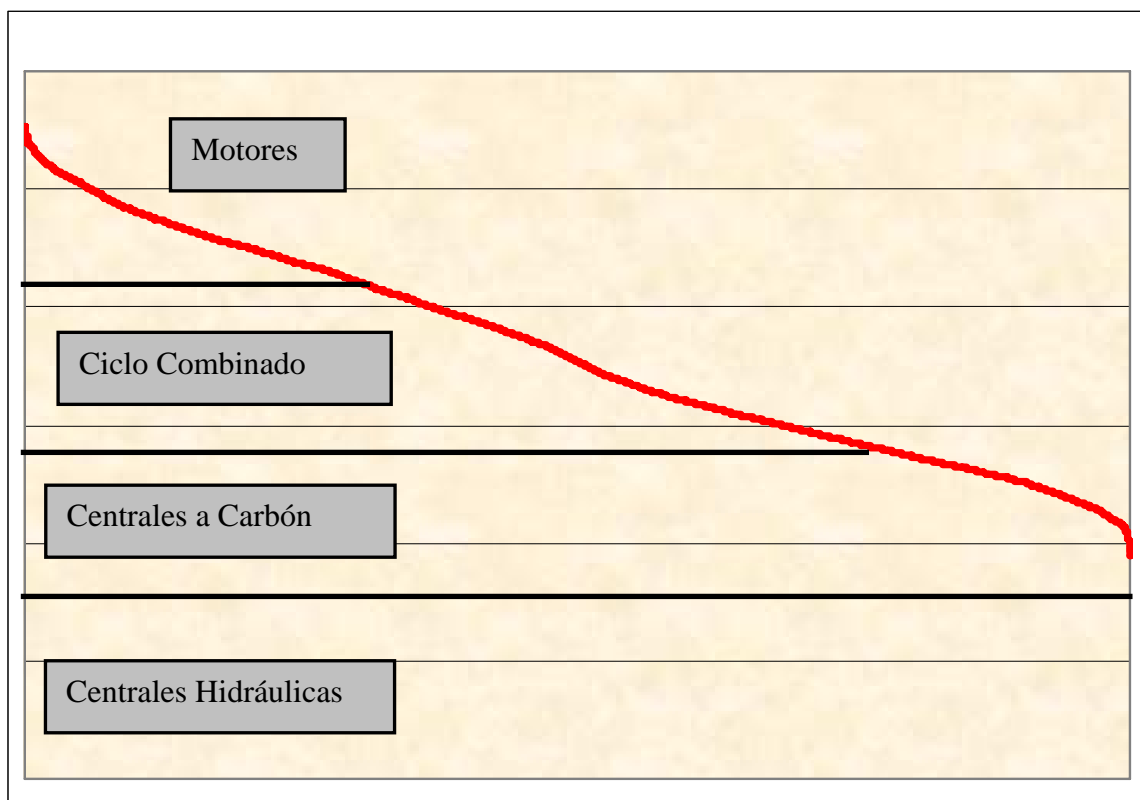 Motores
Ciclo Combinado
Centrales a Carbón
Centrales Hidráulicas